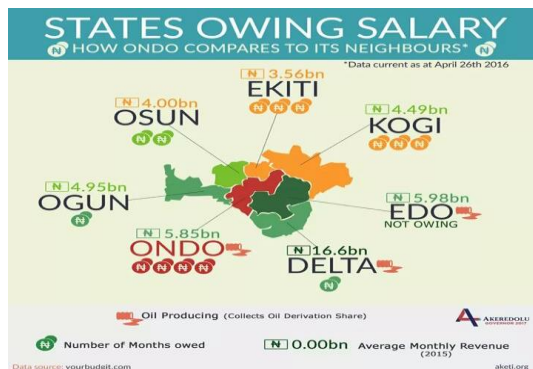 STATES OWING SALARY
HOW ONDO COMPARES TO ITS NEIGHBOURS*
*Data current as at April 26th 2016
₦ 3.56bn
EKITI
₦ 4.00bn
OSUN
₦ 4.49bn
KOGI
₦ 4.95bn
OGUN
₦ 5.98bn
EDO
NOT OWING
₦ 5.85bn
ONDO
₦ 16.6bn
DELTA
Oil Producing (Collects Oil Derivation Share)
AKEREDOLU
GOVERNOR 2017
₦ Number of Months owed
₦ 0.00bn Average Monthly Revenue
(2015)
Data source: yourbudgit.com
aketi.org